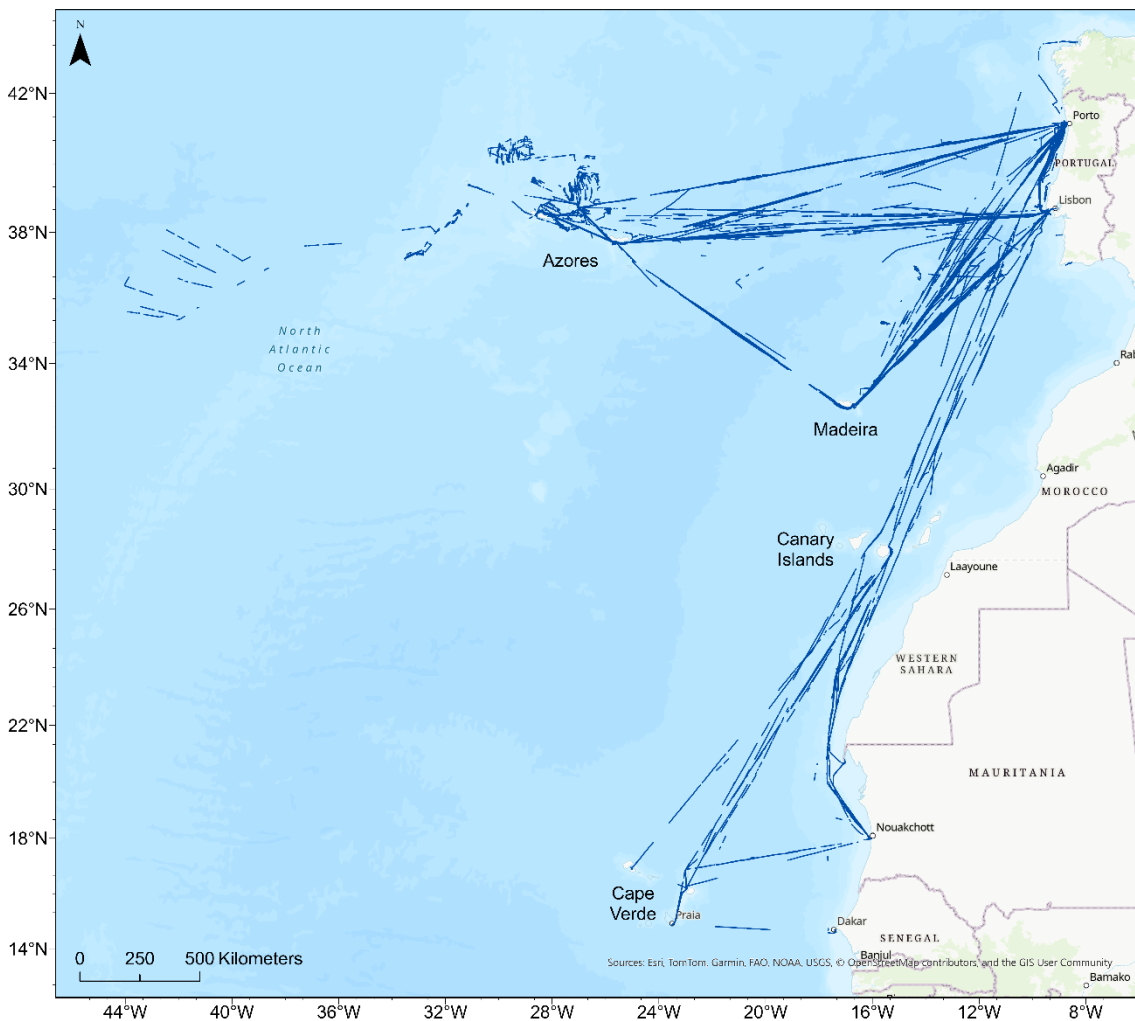 N
42°N
38°N
34°N
30°N
26°N
22°N
18°N
14°N
Porto
PORTUGAL
Lisbon
Azores
North
Atlantic
Ocean
Madeira
Rab
Agadir
MOROCCO
Canary
Islands
Laayoune
WESTERN
SAHARA
MAURITANIA
Nouakchott
Cape
Verde
Praia
Dakar
SENEGAL
Banjul
Bamako
0 250 500 Kilometers
Sources: Esri, TomTom, Garmin, FAO, NOAA, USGS, © OpenStreetMap contributors, and the GIS User Community
44°W 40°W 36°W 32°W 28°W 24°W 20°W 16°W 12°W 8°W